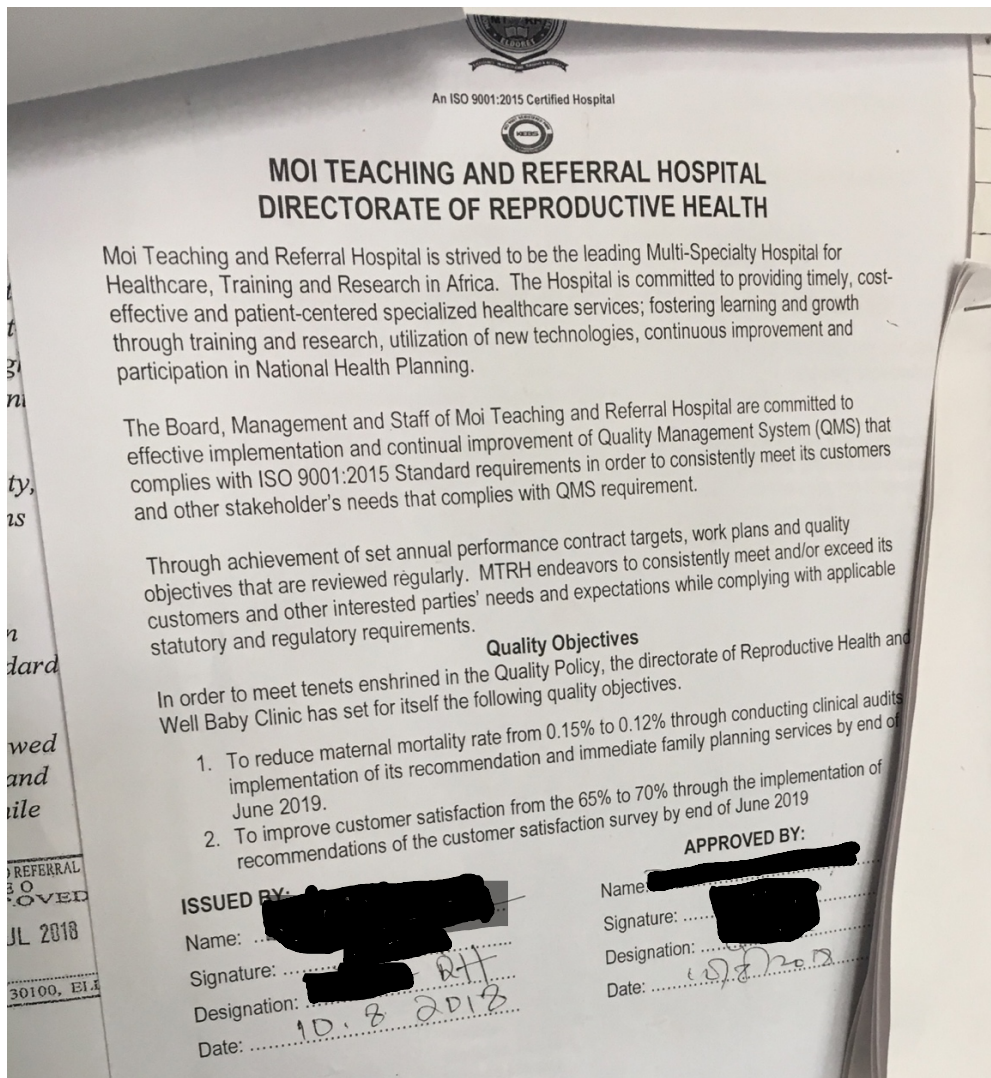 ELDORET
An ISO 9001:2015 Certified Hospital
KEBS
MOI TEACHING AND REFERRAL HOSPITAL
DIRECTORATE OF REPRODUCTIVE HEALTH
Moi Teaching and Referral Hospital is strived to be the leading Multi-Specialty Hospital for
Healthcare, Training and Research in Africa. The Hospital is committed to providing timely, cost-
effective and patient-centered specialized healthcare services; fostering learning and growth
through training and research, utilization of new technologies, continuous improvement and
participation in National Health Planning.
The Board, Management and Staff of Moi Teaching and Referral Hospital are committed to
effective implementation and continual improvement of Quality Management System (QMS) that
complies with ISO 9001:2015 Standard requirements in order to consistently meet its customers
and other stakeholder's needs that complies with QMS requirement.
Through achievement of set annual performance contract targets, work plans and quality
objectives that are reviewed regularly. MTRH endeavors to consistently meet and/or exceed its
customers and other interested parties' needs and expectations while complying with applicable
statutory and regulatory requirements.
Quality Objectives
In order to meet tenets enshrined in the Quality Policy, the directorate of Reproductive Health and
Well Baby Clinic has set for itself the following quality objectives.
1. To reduce maternal mortality rate from 0.15% to 0.12% through conducting clinical audits
implementation of its recommendation and immediate family planning services by end of
June 2019.
2. To improve customer satisfaction from the 65% to 70% through the implementation of
recommendations of the customer satisfaction survey by end of June 2019
ISSUED BY:
Name:
Signature:
Designation: RH
Date: 10.8 2018
APPROVED BY:
Name:
Signature:
Designation:
Date: 10/8/2018
ty,
ns
dard
wed
and
REFERRAL
OVED
JL 2018
30100, EL